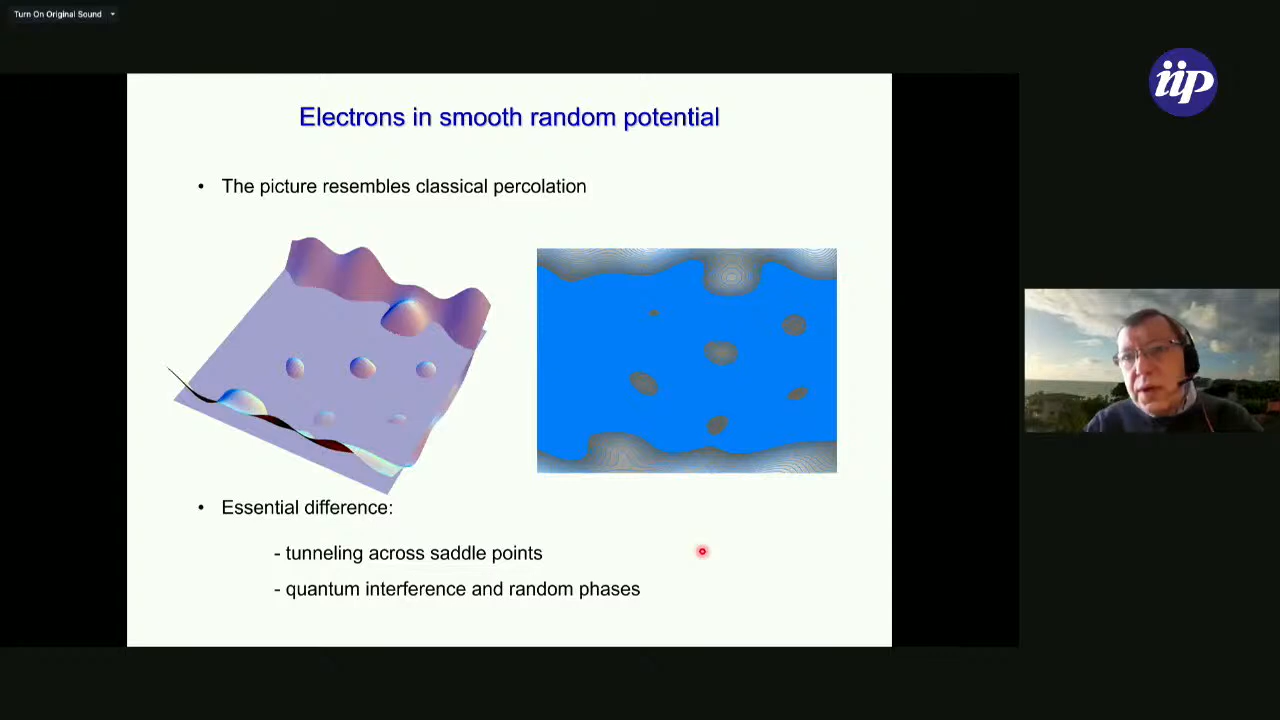 Turn On Original Sound
iip
Electrons in smooth random potential
• The picture resembles classical percolation
• Essential difference:
- tunneling across saddle points
- quantum interference and random phases